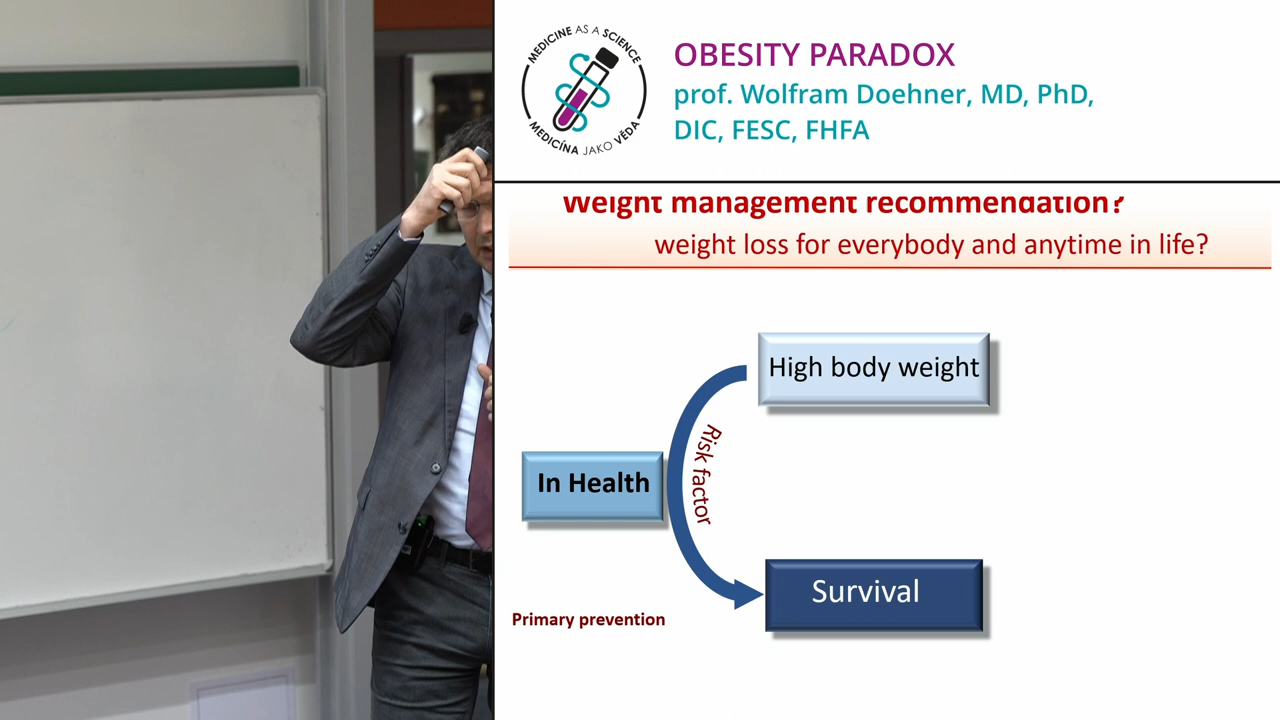 MEDICINE AS A SCIENCE
MEDICÍNA JAKO VĚDA
OBESITY PARADOX
prof. Wolfram Doehner, MD, PhD,
DIC, FESC, FHFA
Weight management recommendation?
weight loss for everybody and anytime in life?
High body weight
Risk factor
In Health
Survival
Primary prevention